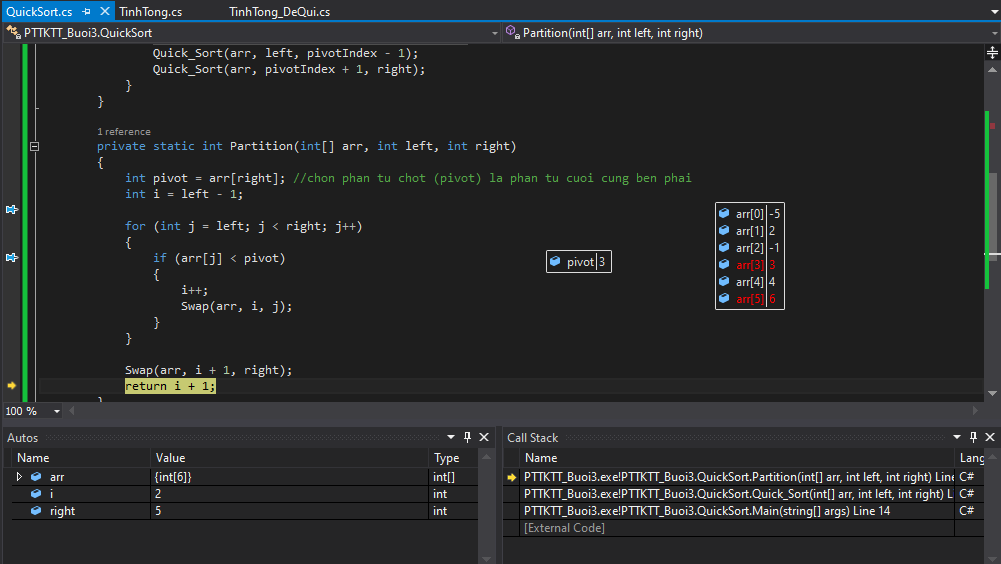 QuickSort.cs TinhTong.cs TinhTong_DeQui.cs
PTTKTT_Buoi3.QuickSort Partition(int[] arr, int left, int right)
Quick_Sort(arr, left, pivotIndex - 1);
Quick_Sort(arr, pivotIndex + 1, right);
}
}
1 reference
private static int Partition(int[] arr, int left, int right)
{
int pivot = arr[right]; //chon phan tu chot (pivot) la phan tu cuoi cung ben phai
int i = left - 1;
for (int j = left; j < right; j++)
{
if (arr[j] < pivot)
{
i++;
Swap(arr, i, j);
}
}
Swap(arr, i + 1, right);
return i + 1;
}
pivot 3
arr[0] -5
arr[1] 2
arr[2] -1
arr[3] 3
arr[4] 4
arr[5] 6
100 %
Autos
Name Value Type
arr {int[6]} int[]
i 2 int
right 5 int
Call Stack
Name Lang
PTTKTT_Buoi3.exe!PTTKTT_Buoi3.QuickSort.Partition(int[] arr, int left, int right) Line C#
PTTKTT_Buoi3.exe!PTTKTT_Buoi3.QuickSort.Quick_Sort(int[] arr, int left, int right) L C#
PTTKTT_Buoi3.exe!PTTKTT_Buoi3.QuickSort.Main(string[] args) Line 14 C#
[External Code]